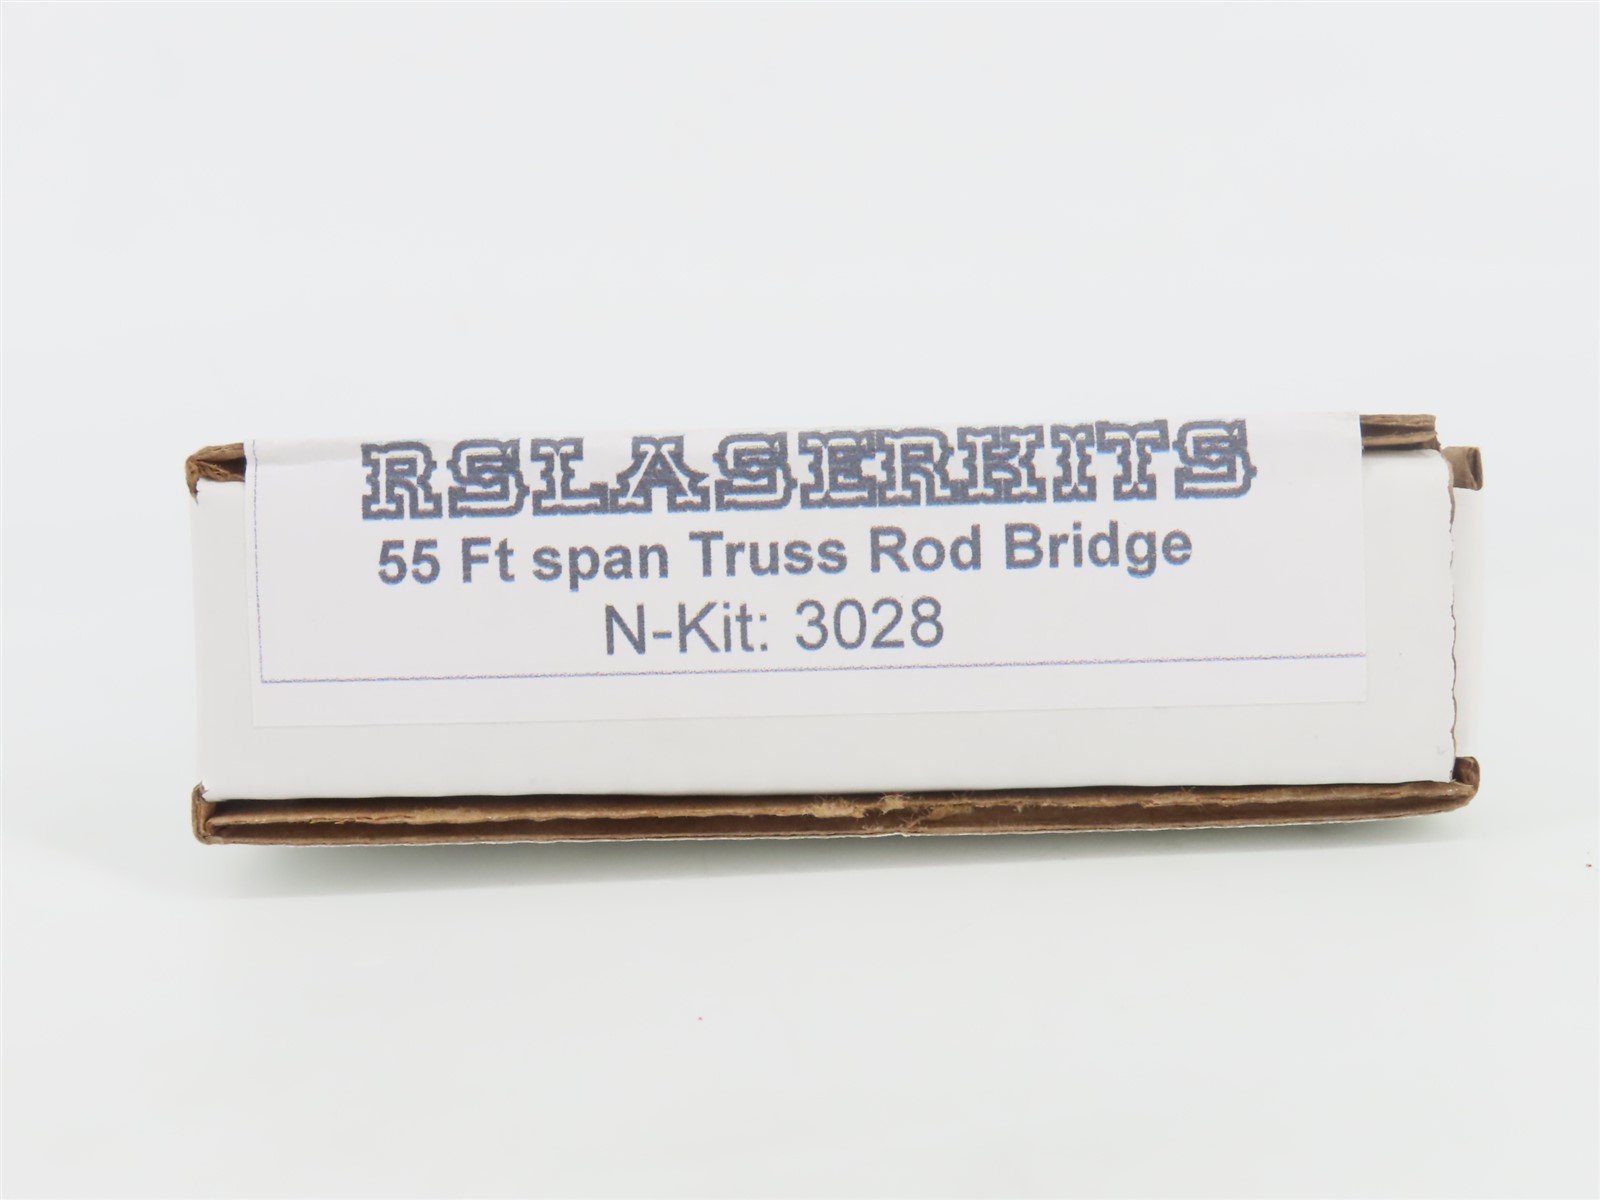 RSLASERKITS
55 Ft span Truss Rod Bridge
N-Kit: 3028